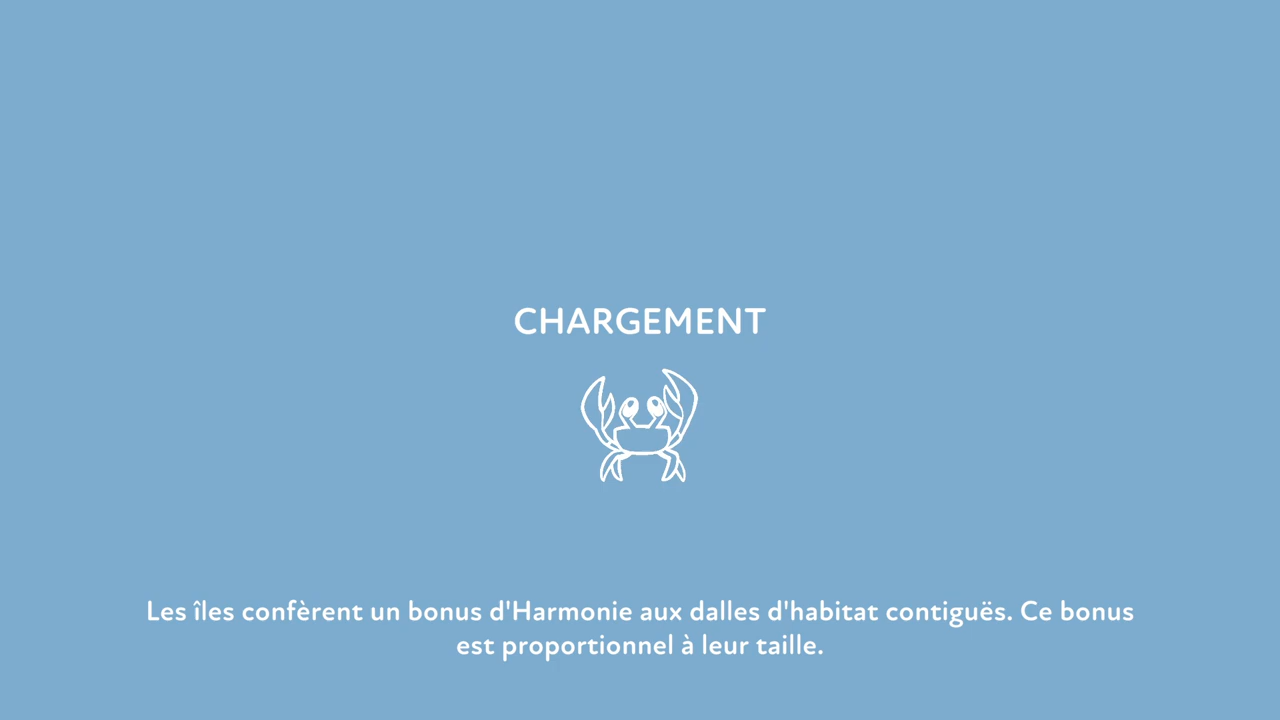 CHARGEMENT
Les îles confèrent un bonus d'Harmonie aux dalles d'habitat contiguës. Ce bonus
est proportionnel à leur taille.